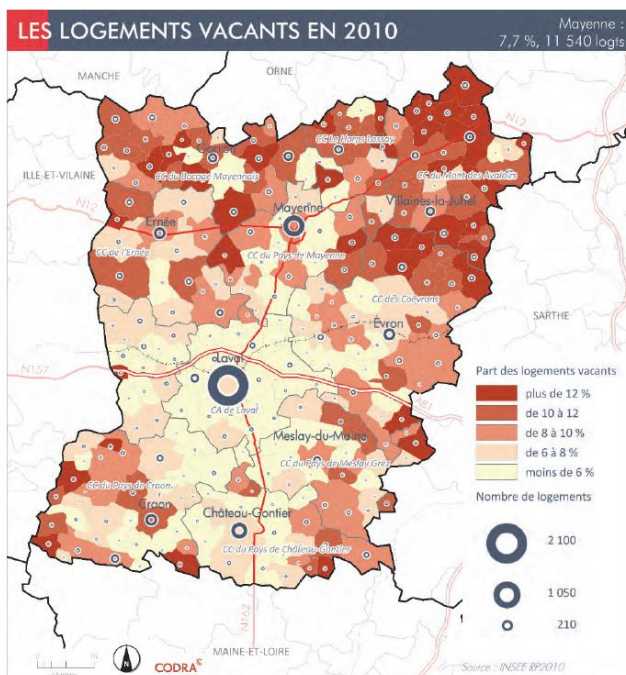 LES LOGEMENTS VACANTS EN 2010
Mayenne :
7,7 %, 11 540 logts
MANCHE
ORNE
ILLE-ET-VILAINE
SARTHE
MAINE-ET-LOIRE
N12
N12
N157
A81
N162
CC Le Horps Lassay
CC du Bocage Mayennais
CC du Mont des Avaloirs
Mayenne
Villaines-la-Juhel
Ernée
CC de l'Ernée
CC du Pays de Mayenne
CC des Coëvrons
Évron
Laval
CA de Laval
Meslay-du-Maine
CC du Pays de Meslay Grez
CC du Pays de Craon
Craon
Château-Gontier
CC du Pays de Château-Gontier
Part des logements vacants
plus de 12 %
de 10 à 12
de 8 à 10 %
de 6 à 8 %
moins de 6 %
Nombre de logements
2 100
1 050
210
N
CODRA
Source : INSEE RP2010